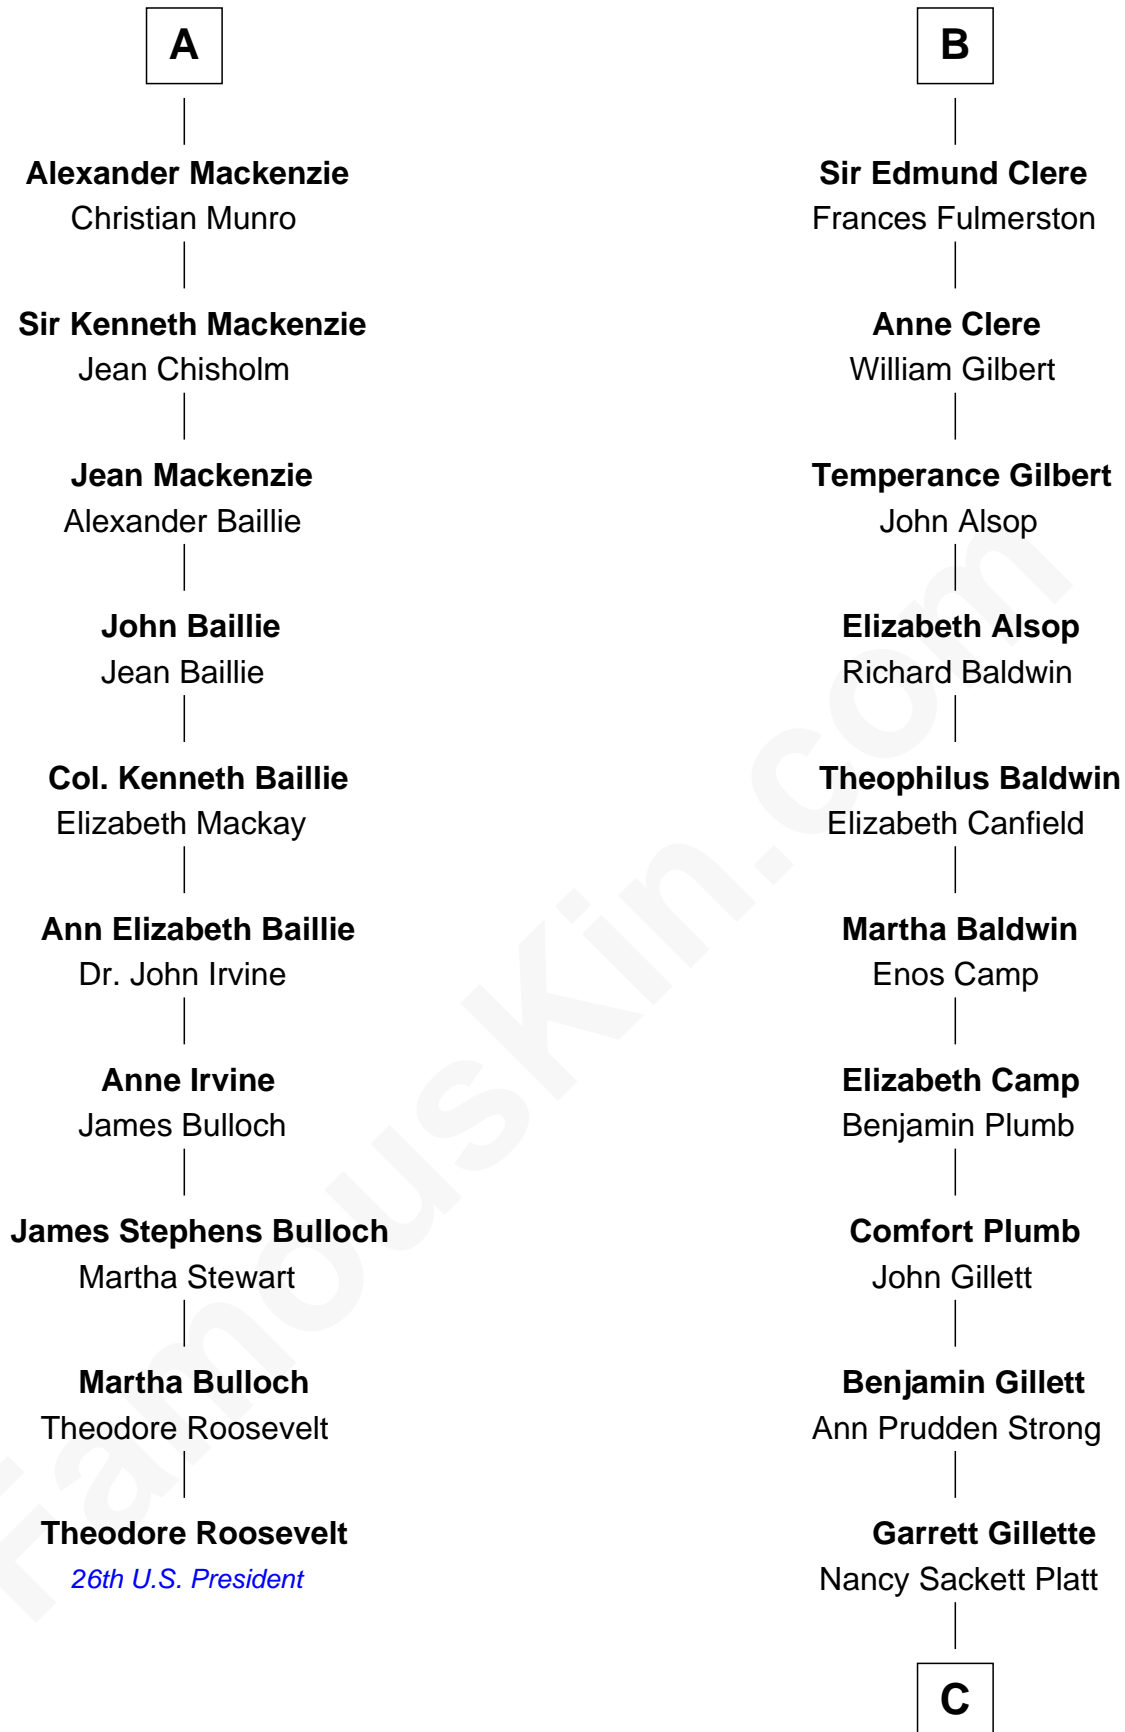 A
Alexander Mackenzie
Christian Munro
Sir Kenneth Mackenzie
Jean Chisholm
Jean Mackenzie
Alexander Baillie
John Baillie
Jean Baillie
Col. Kenneth Baillie
Elizabeth Mackay
Ann Elizabeth Baillie
Dr. John Irvine
Anne Irvine
James Bulloch
James Stephens Bulloch
Martha Stewart
Martha Bulloch
Theodore Roosevelt
Theodore Roosevelt
26th U.S. President
B
Sir Edmund Clere
Frances Fulmerston
Anne Clere
William Gilbert
Temperance Gilbert
John Alsop
Elizabeth Alsop
Richard Baldwin
Theophilus Baldwin
Elizabeth Canfield
Martha Baldwin
Enos Camp
Elizabeth Camp
Benjamin Plumb
Comfort Plumb
John Gillett
Benjamin Gillett
Ann Prudden Strong
Garrett Gillette
Nancy Sackett Platt
C
FamousKin.com